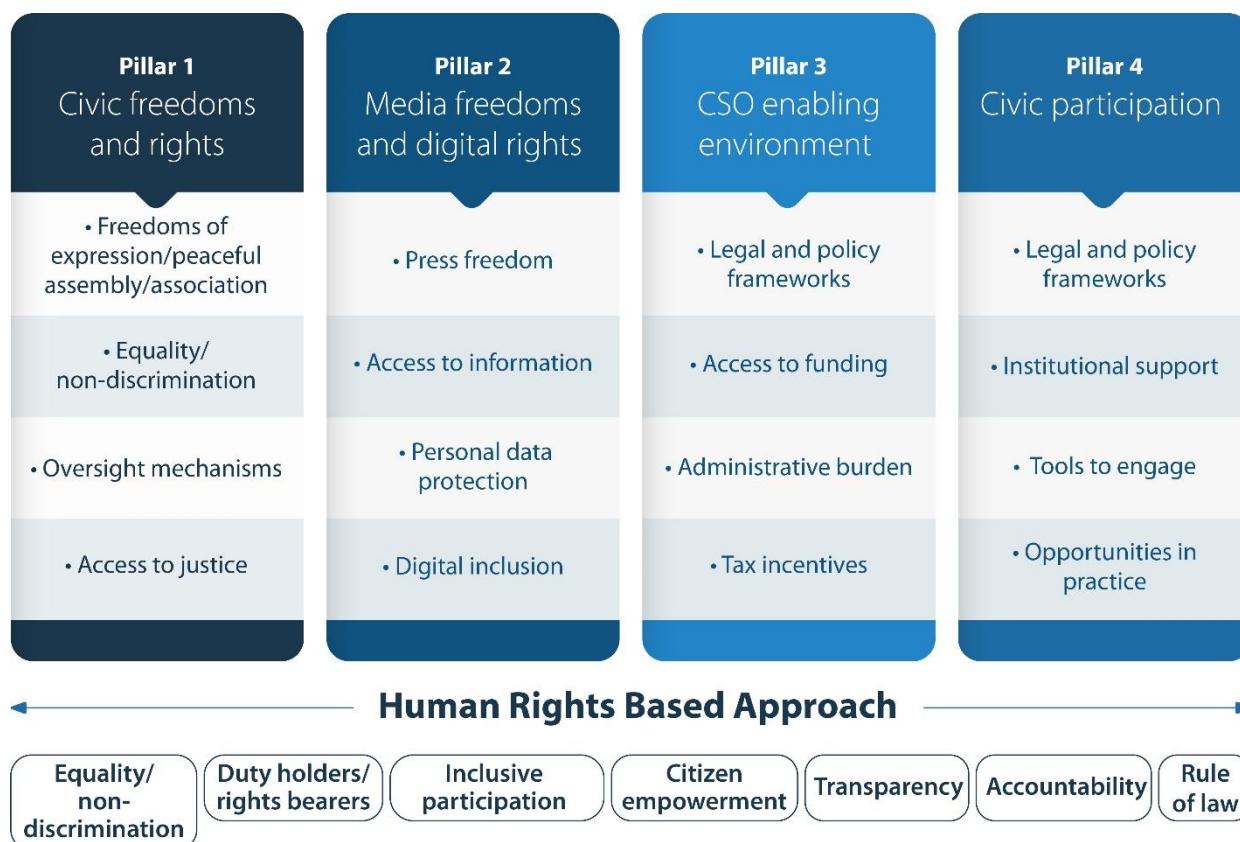 Pillar 1
Civic freedoms
and rights
• Freedoms of
expression/peaceful
assembly/association
• Equality/
non-discrimination
• Oversight mechanisms
• Access to justice
Pillar 2
Media freedoms
and digital rights
• Press freedom
• Access to information
• Personal data
protection
• Digital inclusion
Pillar 3
CSO enabling
environment
• Legal and policy
frameworks
• Access to funding
• Administrative burden
• Tax incentives
Pillar 4
Civic participation
• Legal and policy
frameworks
• Institutional support
• Tools to engage
• Opportunities in
practice
Human Rights Based Approach
Equality/
non-
discrimination
Duty holders/
rights bearers
Inclusive
participation
Citizen
empowerment
Transparency
Accountability
Rule
of law